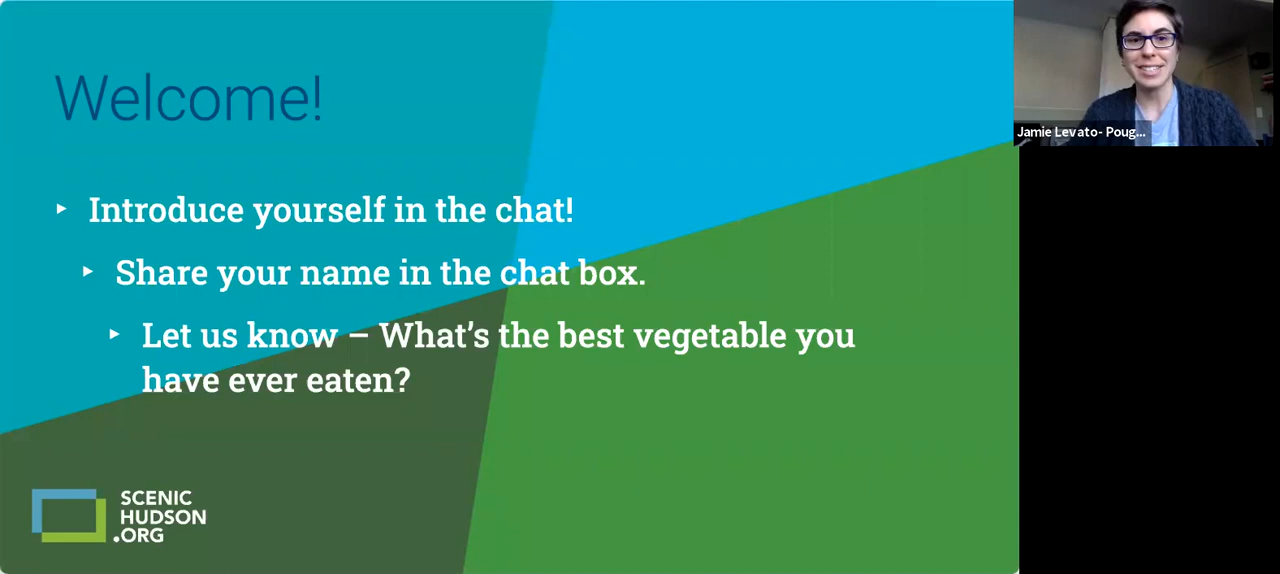 Welcome!
Introduce yourself in the chat!
Share your name in the chat box.
Let us know – What's the best vegetable you
have ever eaten?
SCENIC
HUDSON
.ORG
Jamie Levato- Poug...